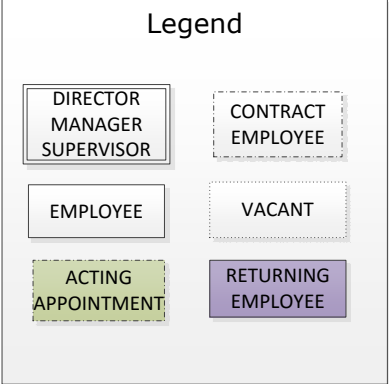 Legend
DIRECTOR
MANAGER
SUPERVISOR
CONTRACT
EMPLOYEE
EMPLOYEE
VACANT
ACTING
APPOINTMENT
RETURNING
EMPLOYEE